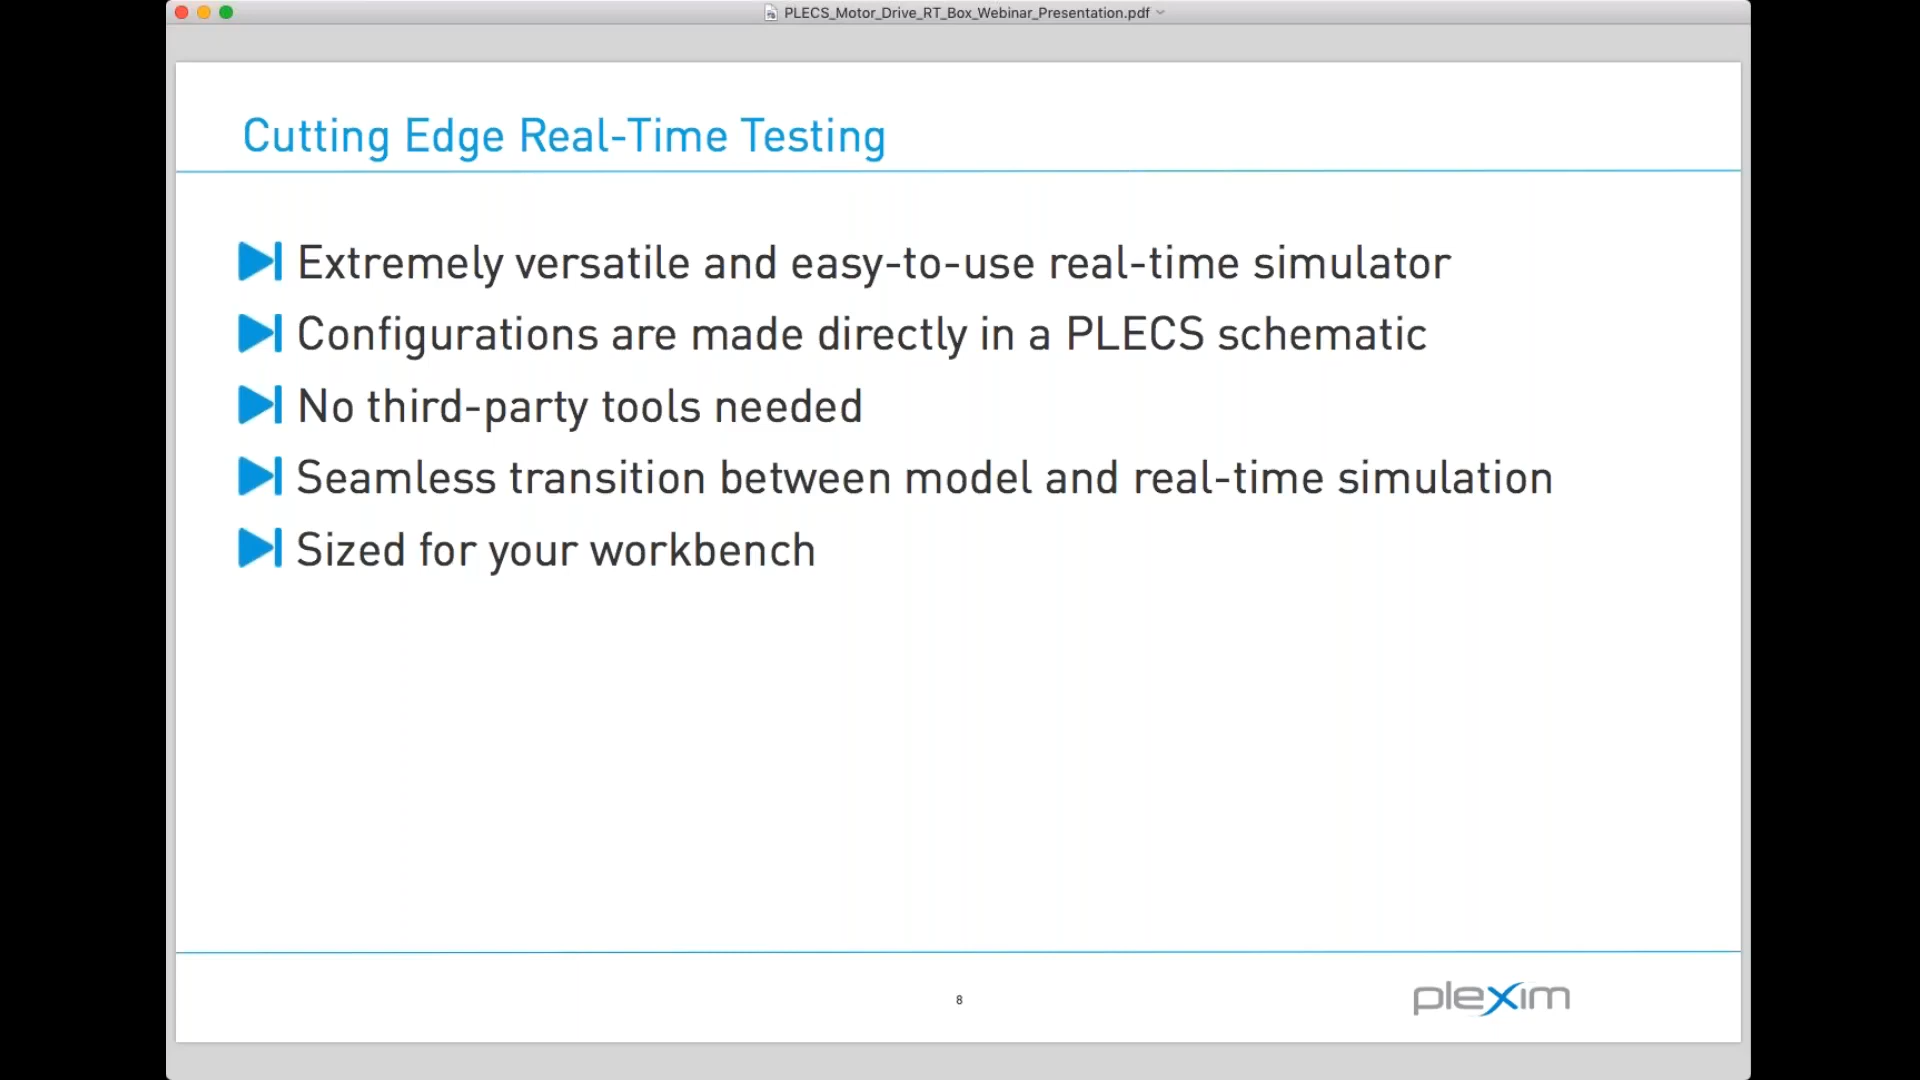 PLECS_Motor_Drive_RT_Box_Webinar_Presentation.pdf
Cutting Edge Real-Time Testing
Extremely versatile and easy-to-use real-time simulator
Configurations are made directly in a PLECS schematic
No third-party tools needed
Seamless transition between model and real-time simulation
Sized for your workbench
8
plexim